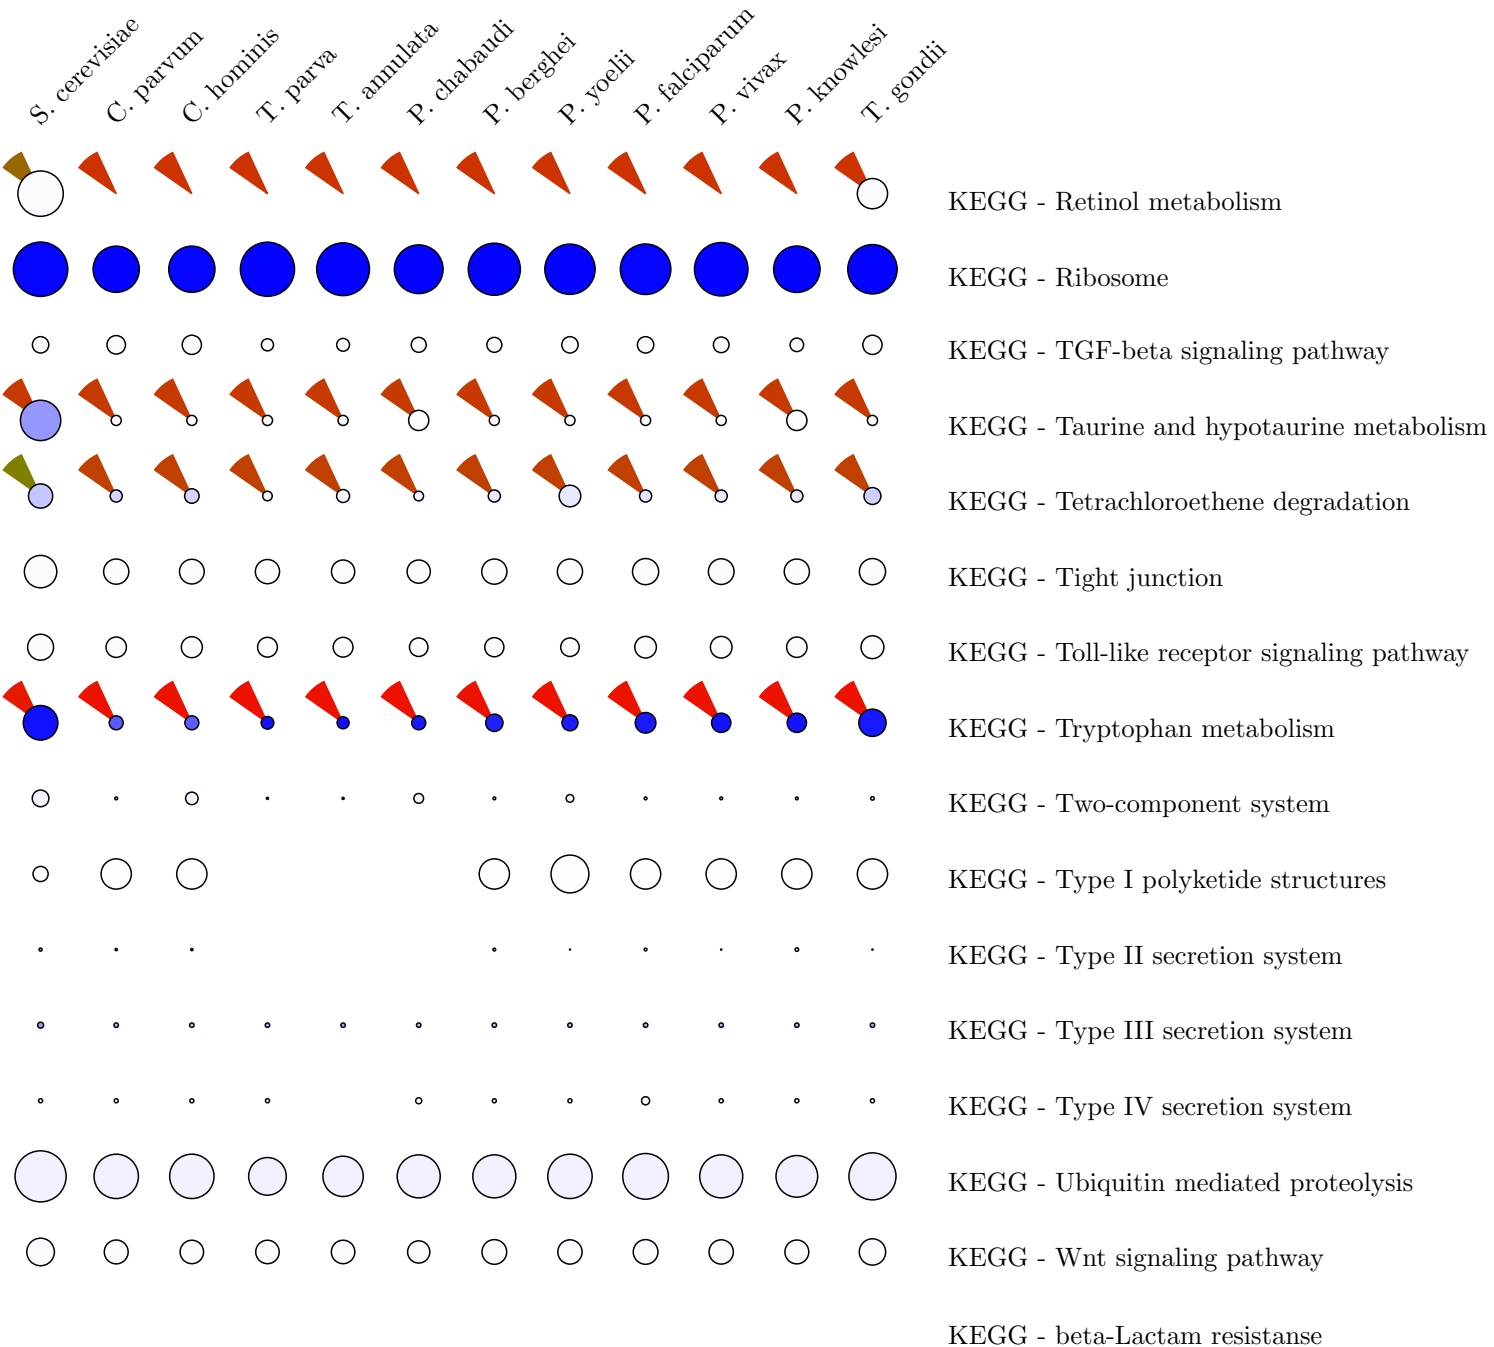 S. cerevisiae
C. parvum
C. hominis
T. parva
T. annulata
P. chabaudi
P. berghei
P. yoelii
P. falciparum
P. vivax
P. knowlesi
T. gondii
KEGG - Retinol metabolism
KEGG - Ribosome
KEGG - TGF-beta signaling pathway
KEGG - Taurine and hypotaurine metabolism
KEGG - Tetrachloroethene degradation
KEGG - Tight junction
KEGG - Toll-like receptor signaling pathway
KEGG - Tryptophan metabolism
KEGG - Two-component system
KEGG - Type I polyketide structures
KEGG - Type II secretion system
KEGG - Type III secretion system
KEGG - Type IV secretion system
KEGG - Ubiquitin mediated proteolysis
KEGG - Wnt signaling pathway
KEGG - beta-Lactam resistanse